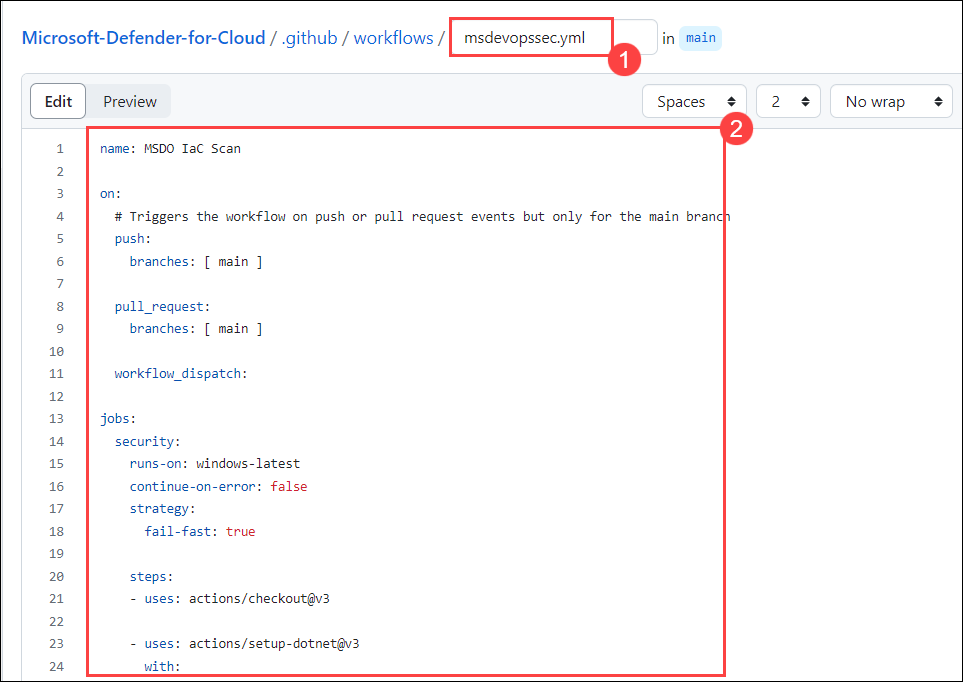 Microsoft-Defender-for-Cloud / .github / workflows / msdevopssec.yml in main
1
Edit Preview Spaces 2 No wrap
2
1 name: MSDO IaC Scan
2
3 on:
4   # Triggers the workflow on push or pull request events but only for the main branch
5   push:
6     branches: [ main ]
7
8   pull_request:
9     branches: [ main ]
10
11   workflow_dispatch:
12
13 jobs:
14   security:
15     runs-on: windows-latest
16     continue-on-error: false
17     strategy:
18       fail-fast: true
19
20     steps:
21     - uses: actions/checkout@v3
22
23     - uses: actions/setup-dotnet@v3
24       with: